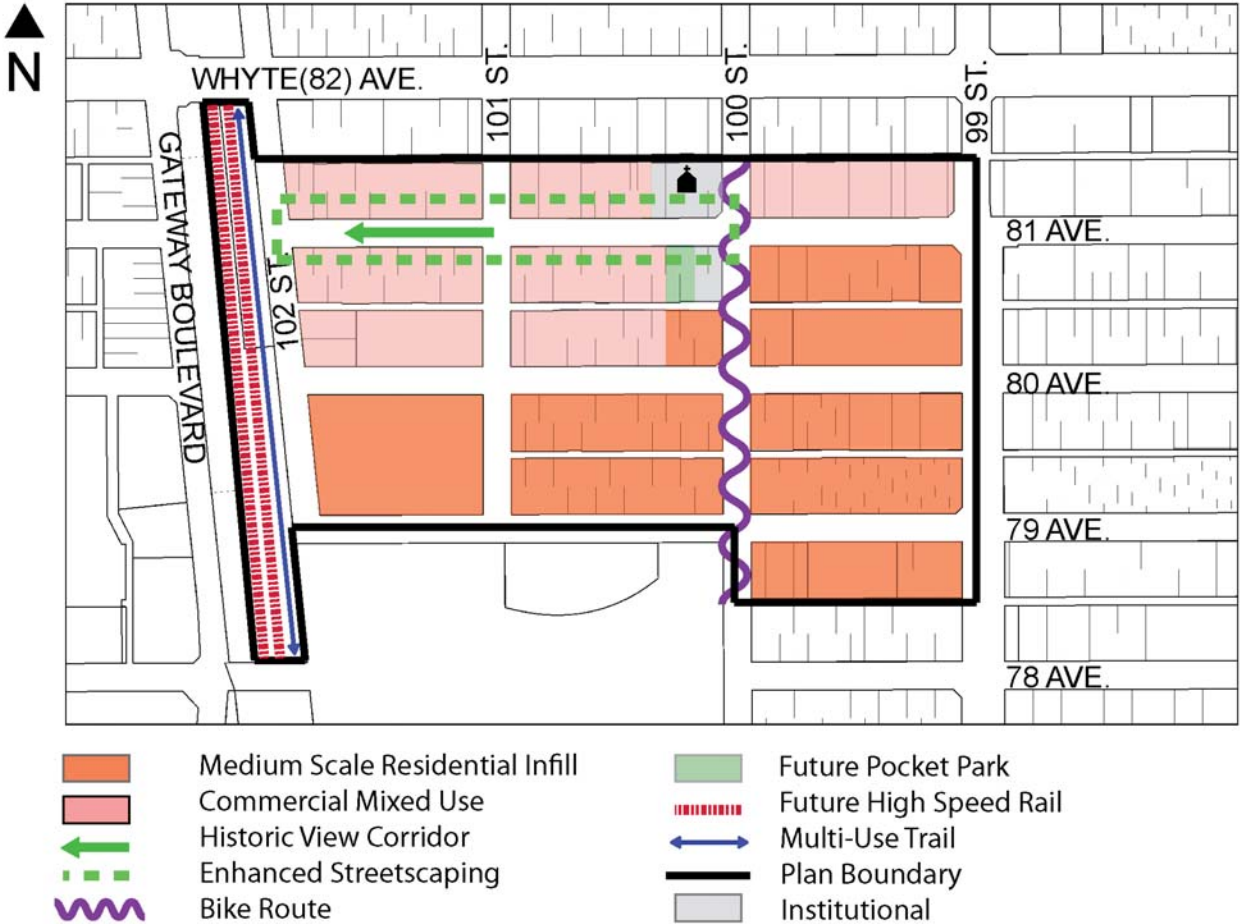 N
WHYTE(82) AVE.
101 ST.
100 ST.
99 ST.
GATEWAY BOULEVARD
102 ST.
81 AVE.
80 AVE.
79 AVE.
78 AVE.
Medium Scale Residential Infill
Commercial Mixed Use
Historic View Corridor
Enhanced Streetscaping
Bike Route
Future Pocket Park
Future High Speed Rail
Multi-Use Trail
Plan Boundary
Institutional